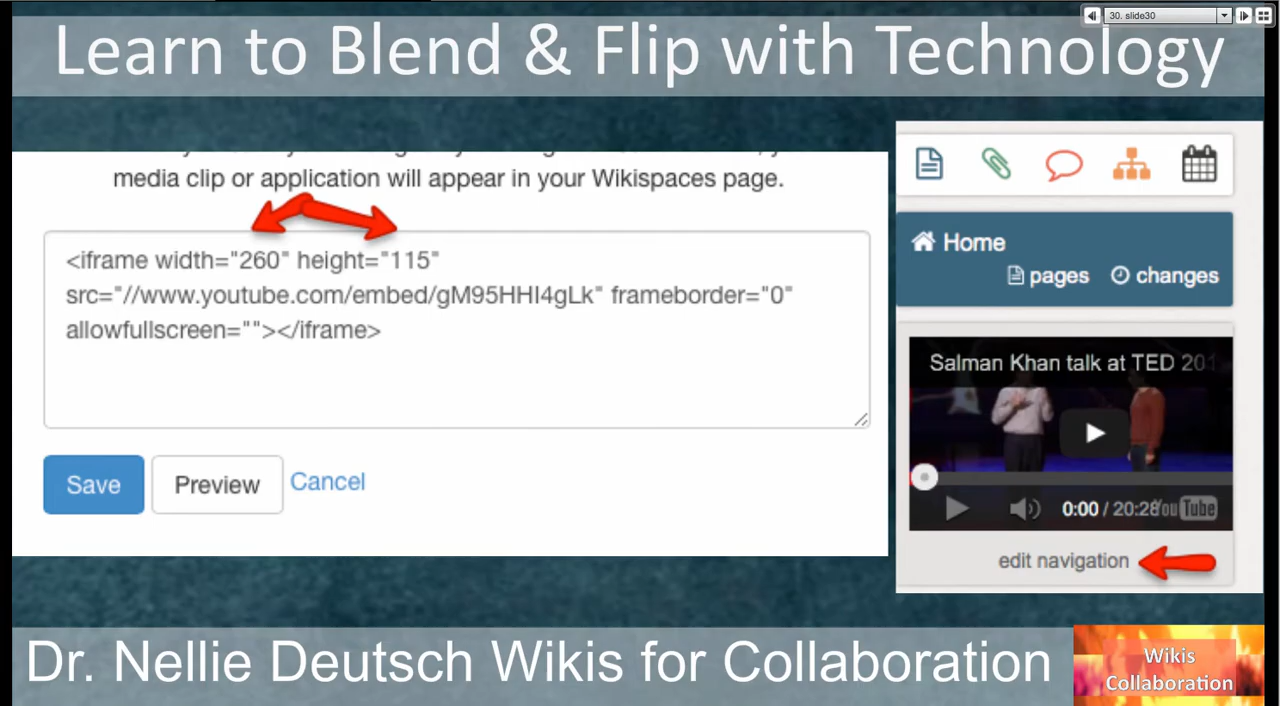 30. slide30
Learn to Blend & Flip with Technology
media clip or application will appear in your Wikispaces page.
<iframe width="260" height="115"
src="//www.youtube.com/embed/gM95HHI4gLk" frameborder="0"
allowfullscreen=""></iframe>
Save Preview Cancel
Home
pages changes
Salman Khan talk at TED 201
0:00 / 20:28 YouTube
edit navigation
Dr. Nellie Deutsch Wikis for Collaboration
Wikis
Collaboration